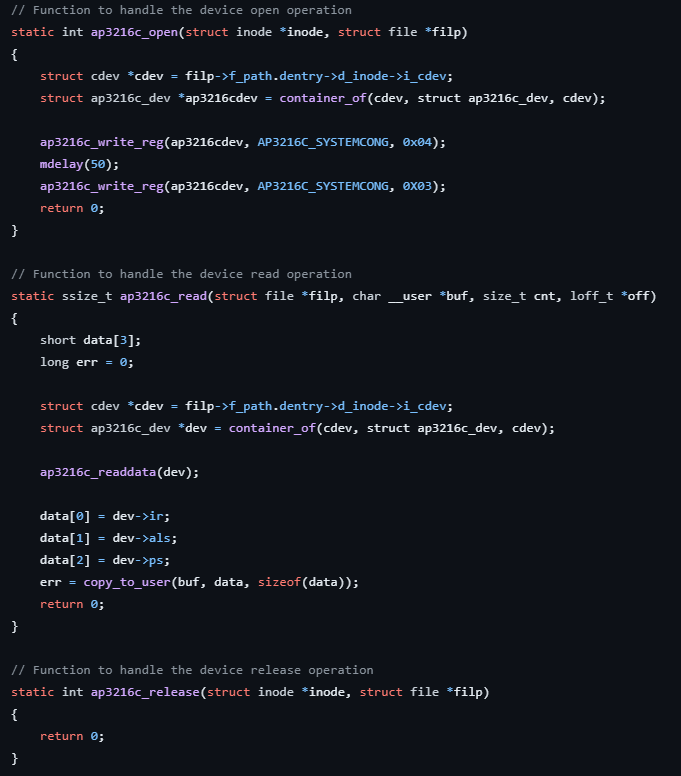 // Function to handle the device open operation
static int ap3216c_open(struct inode *inode, struct file *filp)
{
    struct cdev *cdev = filp->f_path.dentry->d_inode->i_cdev;
    struct ap3216c_dev *ap3216cdev = container_of(cdev, struct ap3216c_dev, cdev);

    ap3216c_write_reg(ap3216cdev, AP3216C_SYSTEMCONG, 0x04);
    mdelay(50);
    ap3216c_write_reg(ap3216cdev, AP3216C_SYSTEMCONG, 0X03);
    return 0;
}

// Function to handle the device read operation
static ssize_t ap3216c_read(struct file *filp, char __user *buf, size_t cnt, loff_t *off)
{
    short data[3];
    long err = 0;

    struct cdev *cdev = filp->f_path.dentry->d_inode->i_cdev;
    struct ap3216c_dev *dev = container_of(cdev, struct ap3216c_dev, cdev);

    ap3216c_readdata(dev);

    data[0] = dev->ir;
    data[1] = dev->als;
    data[2] = dev->ps;
    err = copy_to_user(buf, data, sizeof(data));
    return 0;
}

// Function to handle the device release operation
static int ap3216c_release(struct inode *inode, struct file *filp)
{
    return 0;
}